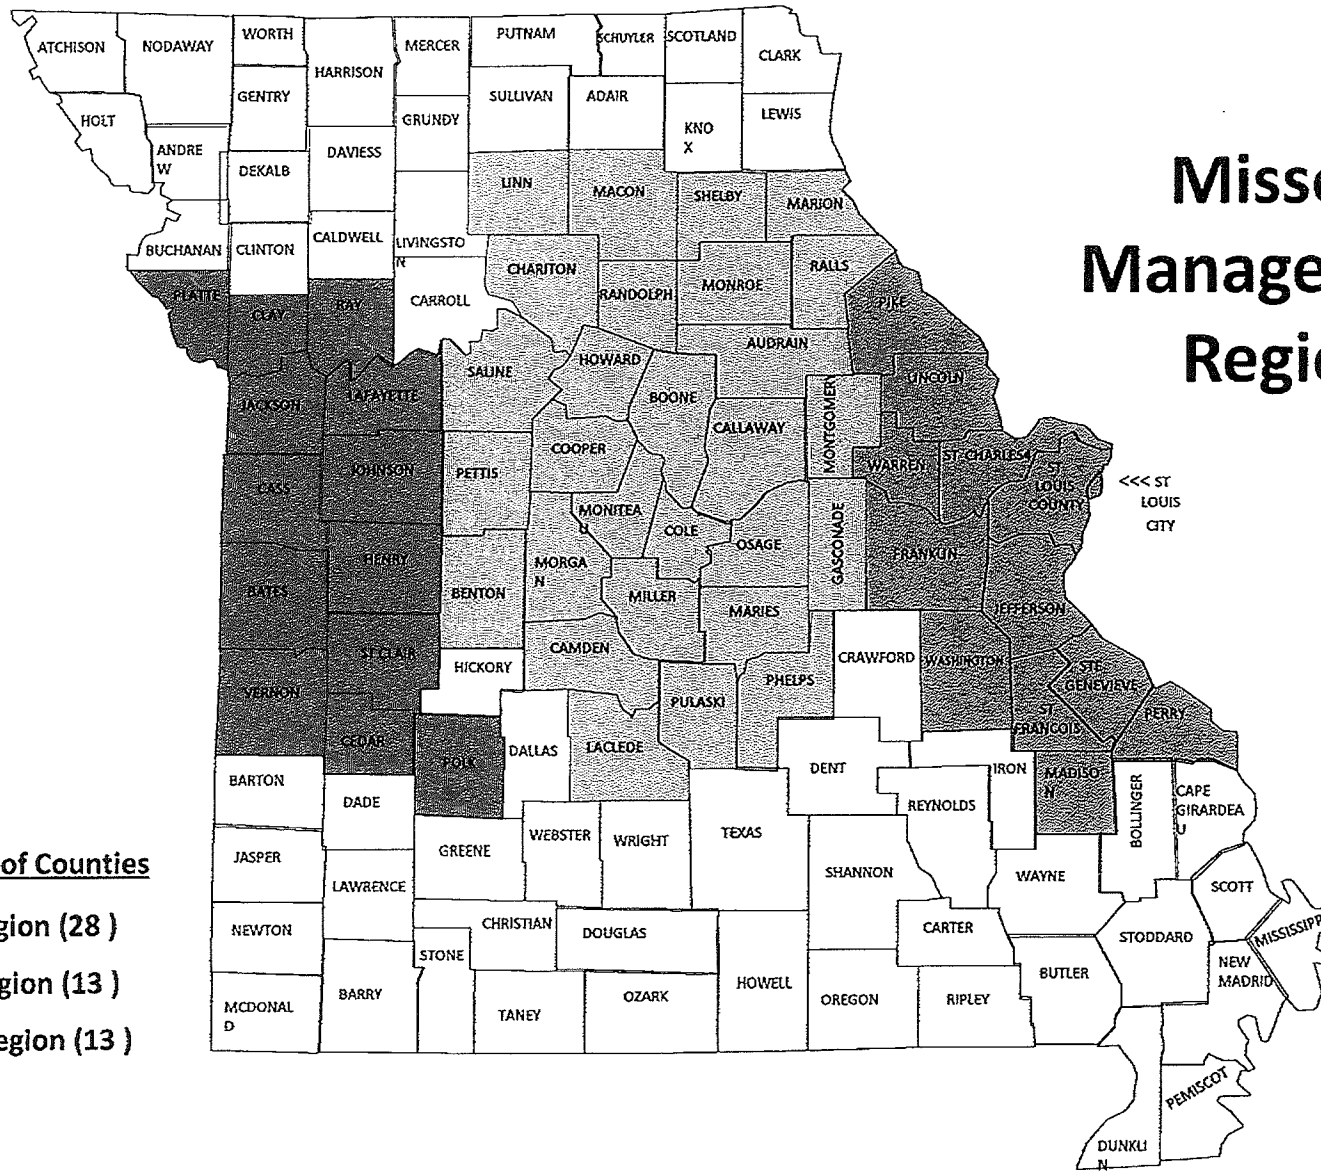 Misso
Manage
Regio
ATCHISON
NODAWAY
WORTH
HARRISON
MERCER
PUTNAM
SCHUYLER
SCOTLAND
CLARK
GENTRY
SULLIVAN
ADAIR
HOLT
GRUNDY
KNO
X
LEWIS
ANDRE
W
DEKALB
DAVIESS
LINN
MACON
SHELBY
MARION
BUCHANAN
CLINTON
CALDWELL
LIVINGSTO
N
CHARITON
RANDOLPH
MONROE
RALLS
PLATTE
CLAY
RAY
CARROLL
PIKE
AUDRAIN
HOWARD
SALINE
BOONE
LINCOLN
JACKSON
LAFAYETTE
MONTGOMERY
CALLAWAY
COOPER
JOHNSON
PETTIS
WARREN
ST CHARLES
ST
LOUIS
COUNTY
<<< ST
LOUIS
CITY
CASS
MONITEA
U
COLE
OSAGE
GASCONADE
FRANKLIN
HENRY
MORGA
N
BATES
BENTON
MILLER
MARIES
JEFFERSON
ST CLAIR
HICKORY
CAMDEN
CRAWFORD
WASHINGTON
STE
GENEVIEVE
VERNON
PULASKI
PHELPS
ST
FRANCOIS
PERRY
CEDAR
POLK
DALLAS
LACLEDE
DENT
IRON
MADISO
N
BARTON
DADE
REYNOLDS
BOLLINGER
CAPE
GIRARDEA
U
JASPER
GREENE
WEBSTER
WRIGHT
TEXAS
LAWRENCE
SHANNON
WAYNE
SCOTT
NEWTON
CHRISTIAN
DOUGLAS
CARTER
STODDARD
MISSISSIPP
STONE
NEW
MADRID
MCDONAL
D
BARRY
TANEY
OZARK
HOWELL
OREGON
RIPLEY
BUTLER
PEMISCOT
DUNKLI
N
of Counties
gion (28 )
gion (13 )
egion (13 )